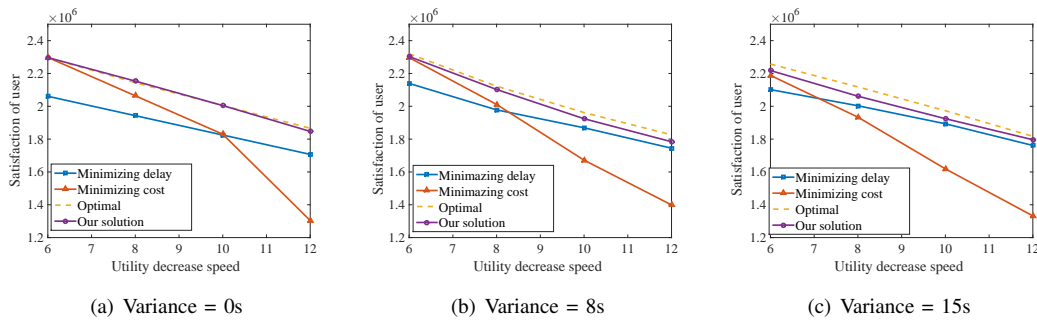 ×10^6
2.4
2.2
2
1.8
1.6
1.4
1.2
Satisfaction of user
6 7 8 9 10 11 12
Utility decrease speed
Minimizing delay
Minimizing cost
Optimal
Our solution
(a) Variance = 0s
×10^6
2.4
2.2
2
1.8
1.6
1.4
1.2
Satisfaction of user
6 7 8 9 10 11 12
Utility decrease speed
Minimazing delay
Minimazing cost
Optimal
Our solution
(b) Variance = 8s
×10^6
2.4
2.2
2
1.8
1.6
1.4
1.2
Satisfaction of user
6 7 8 9 10 11 12
Utility decrease speed
Minimizing delay
Minimizing cost
Optimal
Our solution
(c) Variance = 15s